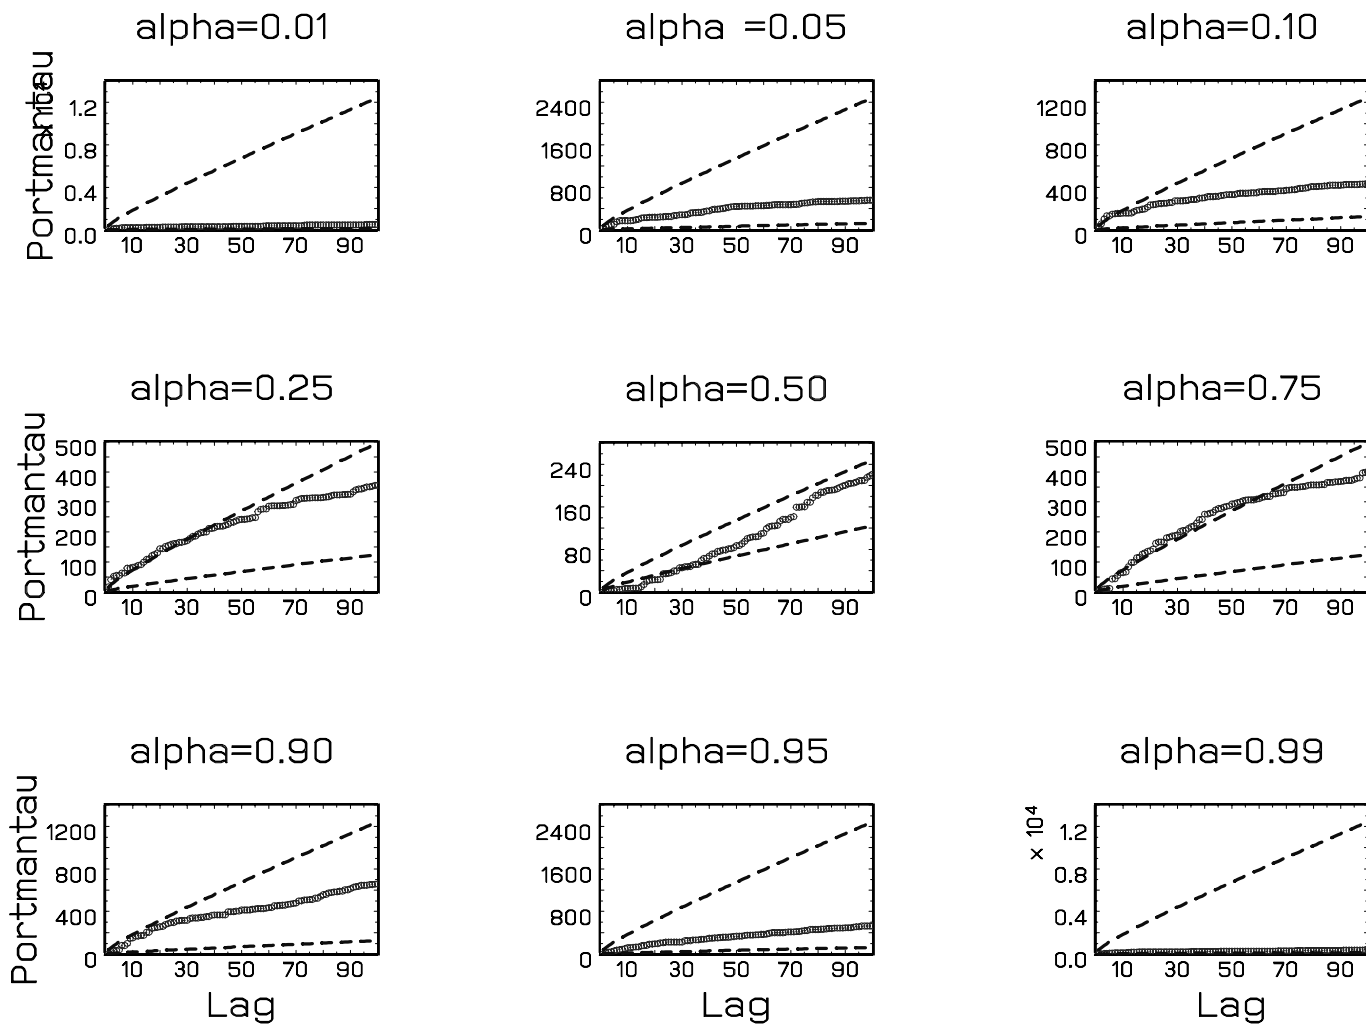 alpha=0.01 alpha =0.05 alpha=0.10
Portmantau
1.2 2400 1200
0.8 1600 800
0.4 800 400
0.0 0 0
10 30 50 70 90 10 30 50 70 90 10 30 50 70 90
alpha=0.25 alpha=0.50 alpha=0.75
Portmantau
500 500
400 240 400
300 160 300
200 200
100 80 100
0 0 0
10 30 50 70 90 10 30 50 70 90 10 30 50 70 90
alpha=0.90 alpha=0.95 alpha=0.99
Portmantau
× 10⁴
1200 2400 1.2
800 1600 0.8
400 800 0.4
0 0 0.0
10 30 50 70 90 10 30 50 70 90 10 30 50 70 90
Lag Lag Lag